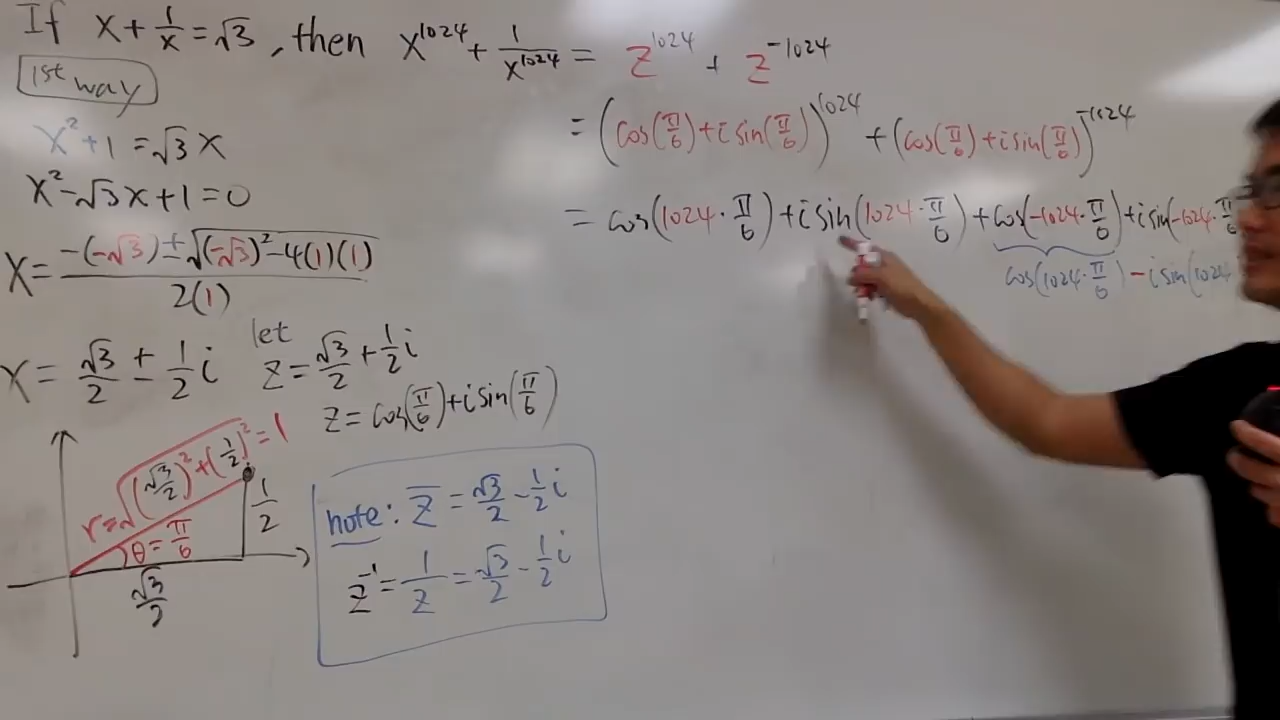 If x + 1/x = √3, then x^1024 + 1/x^1024 = z^1024 + z^-1024
1st way
x² + 1 = √3 x
x² - √3x + 1 = 0
x = (-(-√3) ± √((-√3)² - 4(1)(1))) / 2(1)
x = √3/2 ± 1/2 i
let
z = √3/2 + 1/2 i
z = cos(π/6) + i sin(π/6)
r = √((√3/2)² + (1/2)²) = 1
1/2
θ = π/6
√3/2
note: z̄ = √3/2 - 1/2 i
z^-1 = 1/z = √3/2 - 1/2 i
= (cos(π/6) + i sin(π/6))^1024 + (cos(π/6) + i sin(π/6))^-1024
= cos(1024·π/6) + i sin(1024·π/6) + cos(-1024·π/6) + i sin(-1024·π/6
cos(1024·π/6) - i sin(1024